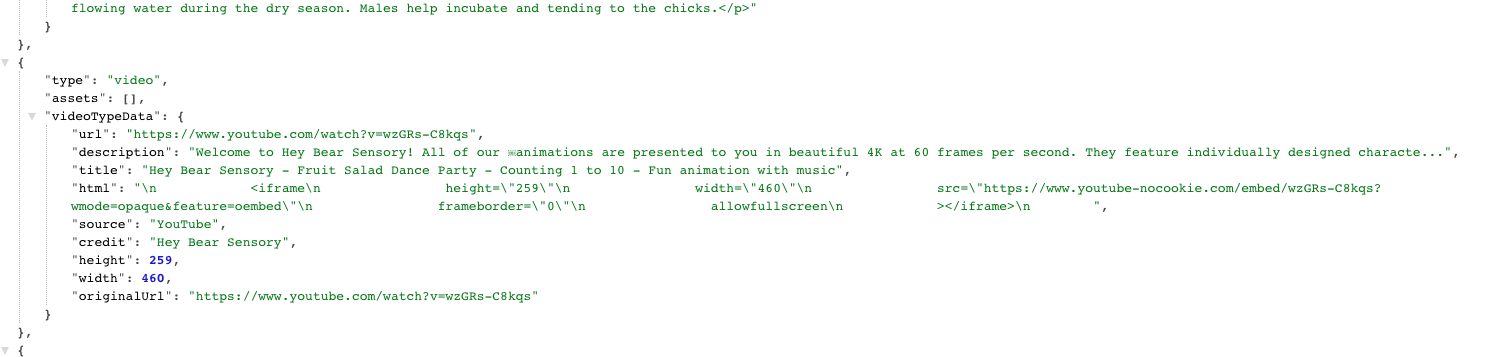 flowing water during the dry season. Males help incubate and tending to the chicks.</p>"
}
},
{
"type": "video",
"assets": [],
"videoTypeData": {
"url": "https://www.youtube.com/watch?v=wzGRs-C8kqs",
"description": "Welcome to Hey Bear Sensory! All of our animations are presented to you in beautiful 4K at 60 frames per second. They feature individually designed characte...",
"title": "Hey Bear Sensory - Fruit Salad Dance Party - Counting 1 to 10 - Fun animation with music",
"html": "\n <iframe\n height=\"259\"\n width=\"460\"\n src=\"https://www.youtube-nocookie.com/embed/wzGRs-C8kqs?
wmode=opaque&feature=oembed\"\n frameborder=\"0\"\n allowfullscreen\n ></iframe>\n ",
"source": "YouTube",
"credit": "Hey Bear Sensory",
"height": 259,
"width": 460,
"originalUrl": "https://www.youtube.com/watch?v=wzGRs-C8kqs"
}
},
{